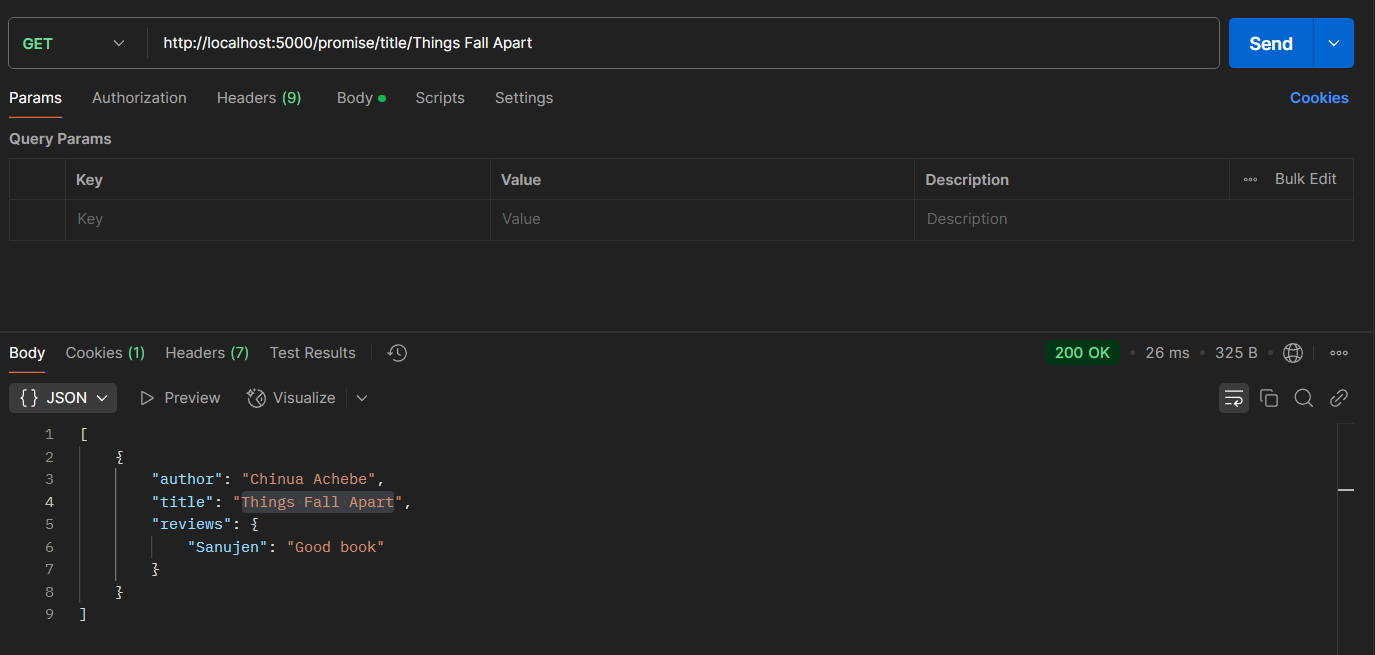 GET http://localhost:5000/promise/title/Things Fall Apart Send
Params Authorization Headers (9) Body Scripts Settings Cookies
Query Params
Key Value Description Bulk Edit
Key Value Description
Body Cookies (1) Headers (7) Test Results 200 OK • 26 ms • 325 B
{} JSON Preview Visualize
1 [
2 {
3 "author": "Chinua Achebe",
4 "title": "Things Fall Apart",
5 "reviews": {
6 "Sanujen": "Good book"
7 }
8 }
9 ]